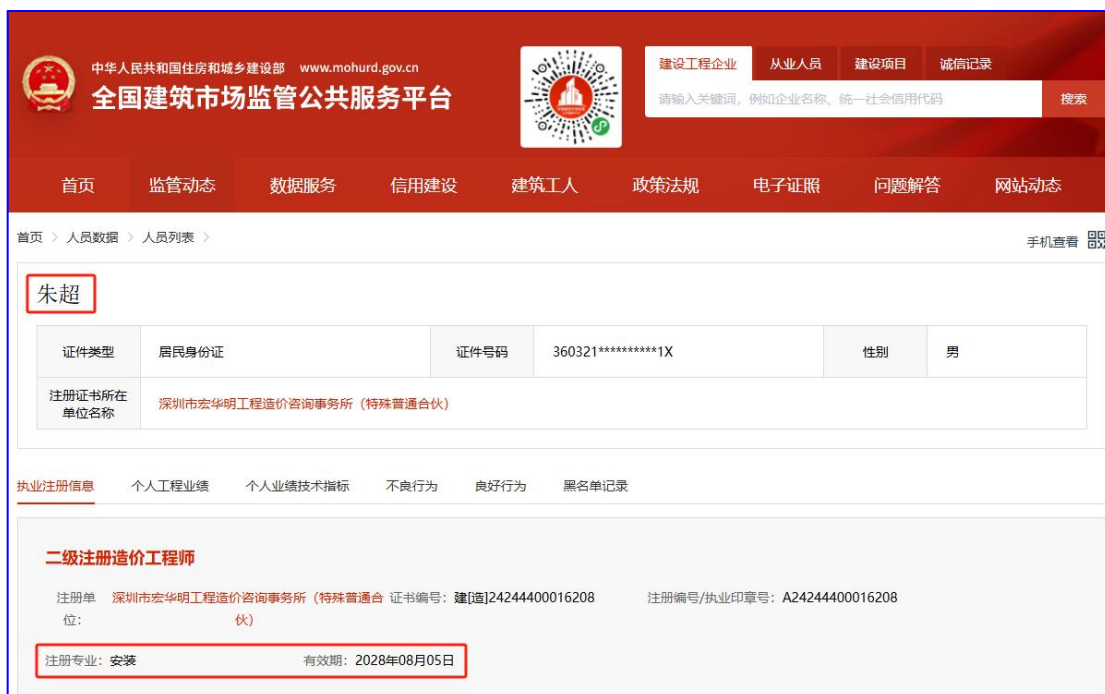 中华人民共和国住房和城乡建设部 www.mohurd.gov.cn
全国建筑市场监管公共服务平台
建设工程企业 从业人员 建设项目 诚信记录
请输入关键词，例如企业名称、统一社会信用代码 搜索
首页 监管动态 数据服务 信用建设 建筑工人 政策法规 电子证照 问题解答 网站动态
首页 > 人员数据 > 人员列表 >
手机查看
朱超
证件类型 居民身份证 证件号码 360321**********1X 性别 男
注册证书所在
单位名称
深圳市宏华明工程造价咨询事务所（特殊普通合伙）
执业注册信息 个人工程业绩 个人业绩技术指标 不良行为 良好行为 黑名单记录
二级注册造价工程师
注册单 深圳市宏华明工程造价咨询事务所（特殊普通合 证书编号：建[造]24244400016208 注册编号/执业印章号：A24244400016208
位： 伙）
注册专业：安装 有效期：2028年08月05日